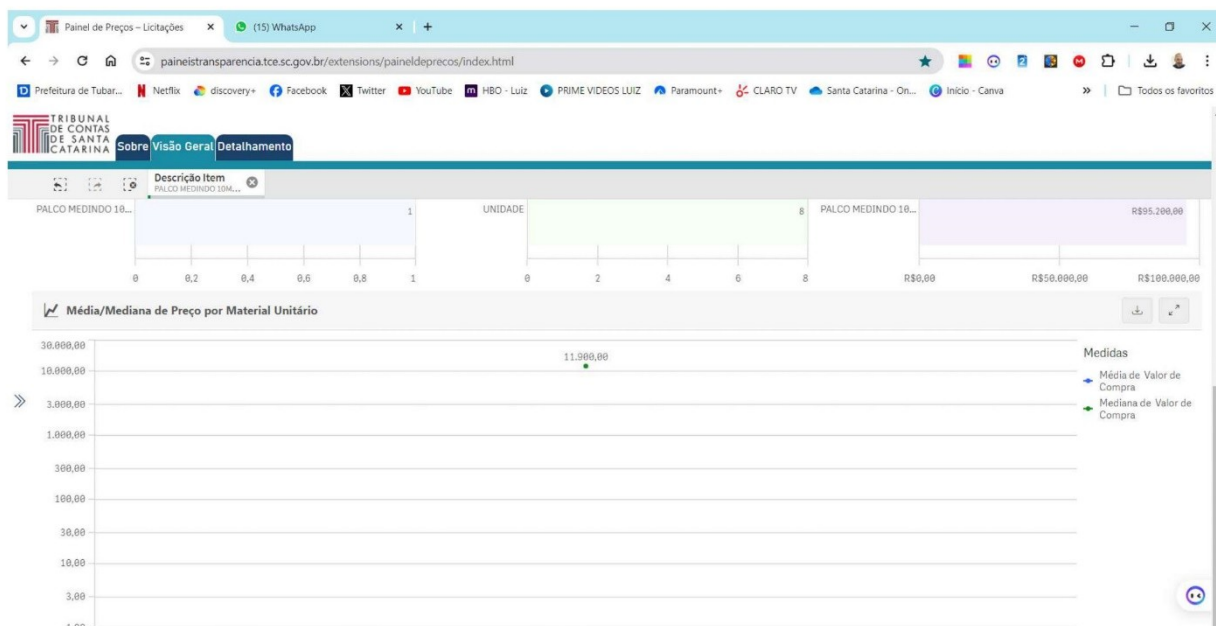 Painel de Preços – Licitações
(15) WhatsApp
paineistransparencia.tce.sc.gov.br/extensions/paineldeprecos/index.html
Prefeitura de Tubar... Netflix discovery+ Facebook Twitter YouTube HBO - Luiz PRIME VIDEOS LUIZ Paramount+ CLARO TV Santa Catarina - On... Início - Canva » Todos os favoritos
TRIBUNAL
DE CONTAS
DE SANTA
CATARINA
Sobre Visão Geral Detalhamento
Descrição Item
PALCO MEDINDO 10M...
PALCO MEDINDO 10... 1 UNIDADE 8 PALCO MEDINDO 10... R$95.200,00
0 0,2 0,4 0,6 0,8 1 0 2 4 6 8 R$0,00 R$50.000,00 R$100.000,00
Média/Mediana de Preço por Material Unitário
30.000,00
11.900,00
10.000,00
3.000,00
1.000,00
300,00
100,00
30,00
10,00
3,00
Medidas
Média de Valor de
Compra
Mediana de Valor de
Compra